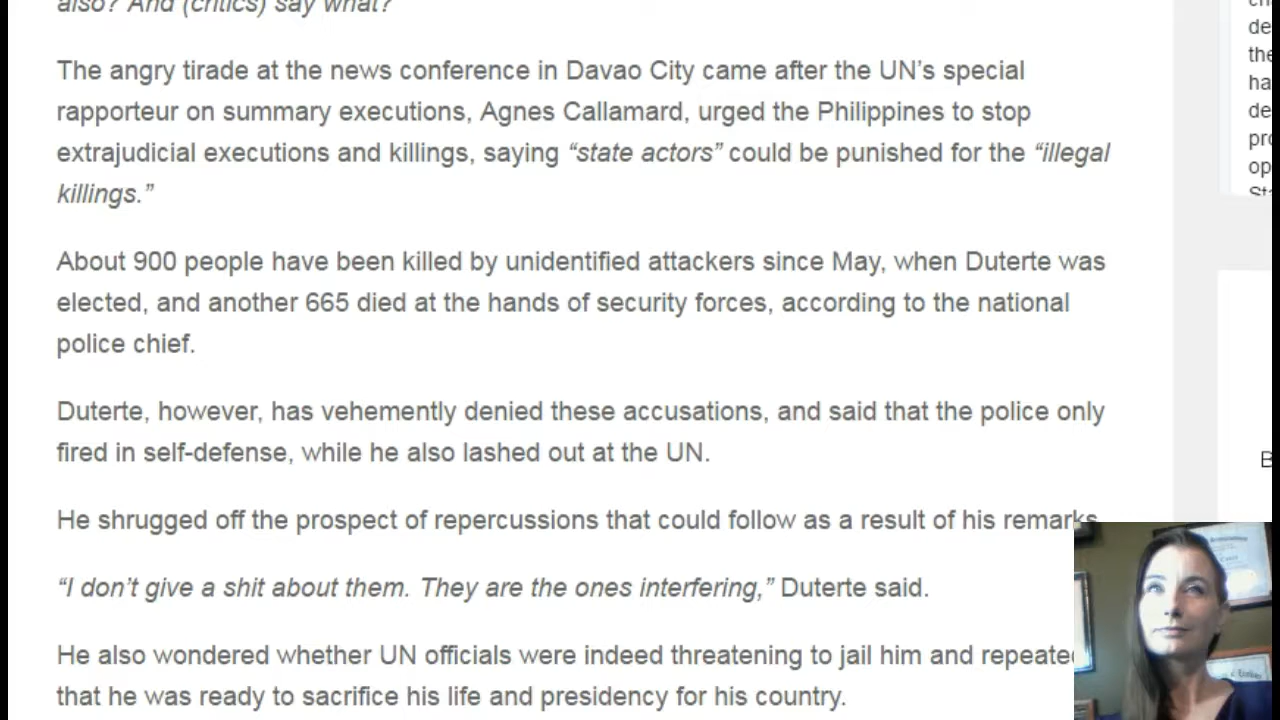 also? And (critics) say what?
The angry tirade at the news conference in Davao City came after the UN’s special
rapporteur on summary executions, Agnes Callamard, urged the Philippines to stop
extrajudicial executions and killings, saying “state actors” could be punished for the “illegal
killings.”
About 900 people have been killed by unidentified attackers since May, when Duterte was
elected, and another 665 died at the hands of security forces, according to the national
police chief.
Duterte, however, has vehemently denied these accusations, and said that the police only
fired in self-defense, while he also lashed out at the UN.
He shrugged off the prospect of repercussions that could follow as a result of his remarks
“I don’t give a shit about them. They are the ones interfering,” Duterte said.
He also wondered whether UN officials were indeed threatening to jail him and repeated
that he was ready to sacrifice his life and presidency for his country.
de
the
ha
de
pro
op
Sta
B